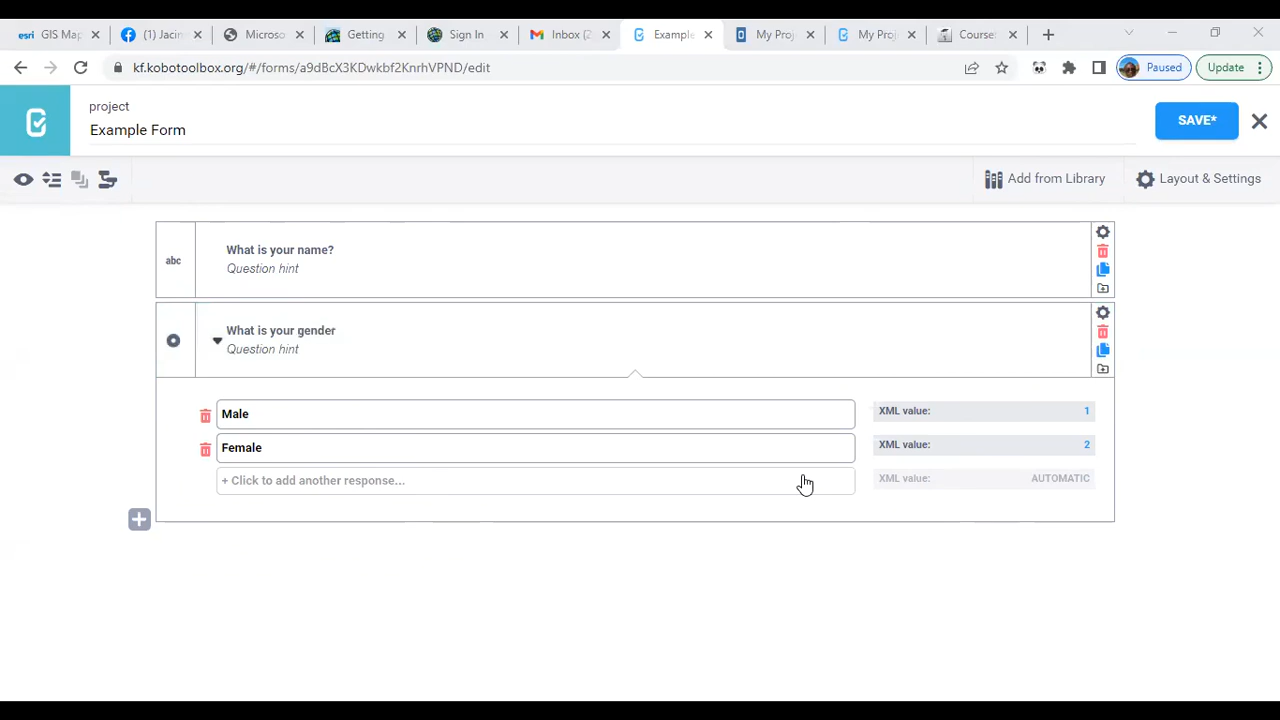 esri GIS Map
(1) Jacin
Microso
Getting
Sign In
Inbox (2
Example
My Proj
My Proj
Course:
kf.kobotoolbox.org/#/forms/a9dBcX3KDwkbf2KnrhVPND/edit
Paused
Update
project
Example Form
SAVE*
Add from Library
Layout & Settings
abc
What is your name?
Question hint
What is your gender
Question hint
Male
XML value: 1
Female
XML value: 2
+ Click to add another response...
XML value: AUTOMATIC